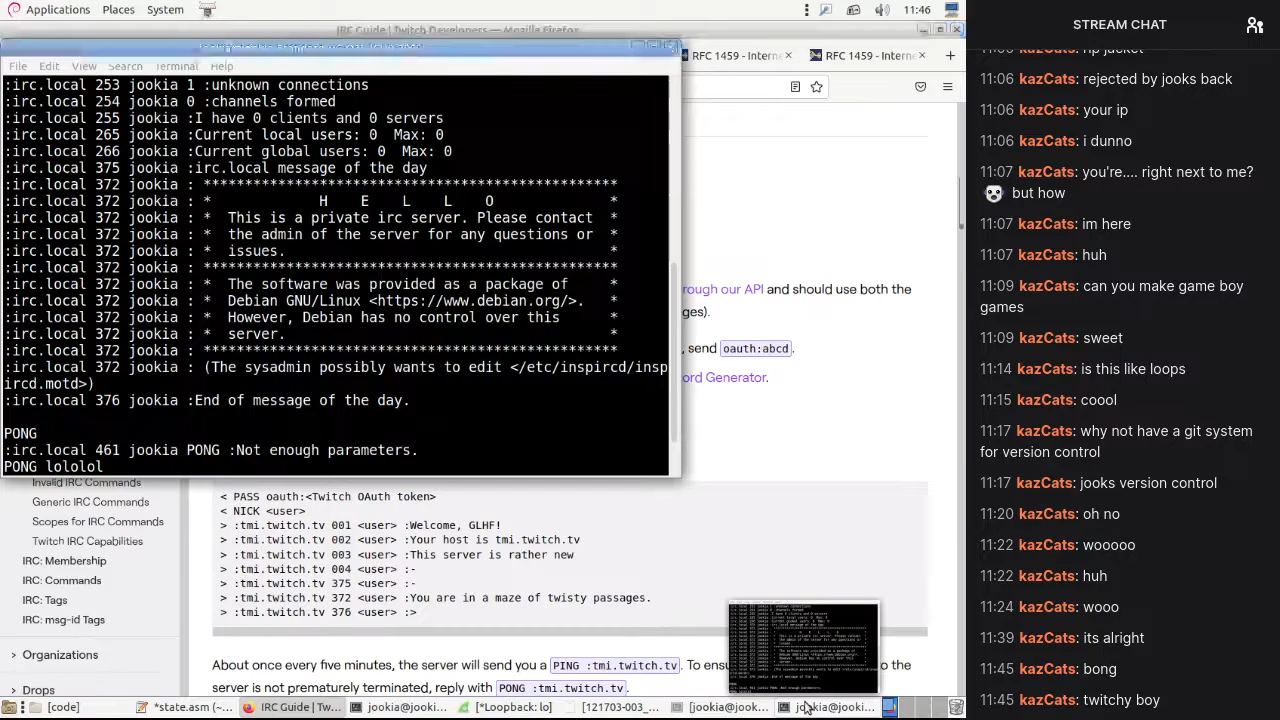 Applications Places System 11:46
IRC Guide | Twitch Developers — Mozilla Firefox
File Edit View Search Terminal Help
RFC 1459 - Intern
RFC 1459 - Intern
:irc.local 253 jookia 1 :unknown connections
:irc.local 254 jookia 0 :channels formed
:irc.local 255 jookia :I have 0 clients and 0 servers
:irc.local 265 jookia :Current local users: 0  Max: 0
:irc.local 266 jookia :Current global users: 0  Max: 0
:irc.local 375 jookia :irc.local message of the day
:irc.local 372 jookia : **************************************************
:irc.local 372 jookia : *             H    E    L    L    O              *
:irc.local 372 jookia : *  This is a private irc server. Please contact  *
:irc.local 372 jookia : *  the admin of the server for any questions or  *
:irc.local 372 jookia : *  issues.                                       *
:irc.local 372 jookia : **************************************************
:irc.local 372 jookia : *  The software was provided as a package of     *
:irc.local 372 jookia : *  Debian GNU/Linux <https://www.debian.org/>.   *
:irc.local 372 jookia : *  However, Debian has no control over this      *
:irc.local 372 jookia : *  server.                                       *
:irc.local 372 jookia : **************************************************
:irc.local 372 jookia : (The sysadmin possibly wants to edit </etc/inspircd/insp
ircd.motd>)
:irc.local 376 jookia :End of message of the day.
PONG
:irc.local 461 jookia PONG :Not enough parameters.
PONG lololol
rough our API and should use both the
ges).
, send oauth:abcd.
ord Generator.
Invalid IRC Commands
Generic IRC Commands
Scopes for IRC Commands
Twitch IRC Capabilities
IRC: Membership
IRC: Commands
IRC: Tags
Drops
< PASS oauth:<Twitch OAuth token>
< NICK <user>
> :tmi.twitch.tv 001 <user> :Welcome, GLHF!
> :tmi.twitch.tv 002 <user> :Your host is tmi.twitch.tv
> :tmi.twitch.tv 003 <user> :This server is rather new
> :tmi.twitch.tv 004 <user> :-
> :tmi.twitch.tv 375 <user> :-
> :tmi.twitch.tv 372 <user> :You are in a maze of twisty passages.
> :tmi.twitch.tv 376 <user> :>
About once every five minutes, the server w :tmi.twitch.tv. To o the
server is not prematurely terminated, reply with PONG :tmi.twitch.tv.
[jooki] *state.asm (~... IRC Guide | Tw... jookia@jooki... [*Loopback: lo] [121703-003_... [jookia@jook... jookia@jooki...
STREAM CHAT
11:05 kazCats: rip jacket
11:06 kazCats: rejected by jooks back
11:06 kazCats: your ip
11:06 kazCats: i dunno
11:07 kazCats: you're.... right next to me?
but how
11:07 kazCats: im here
11:07 kazCats: huh
11:09 kazCats: can you make game boy
games
11:09 kazCats: sweet
11:14 kazCats: is this like loops
11:15 kazCats: coool
11:17 kazCats: why not have a git system
for version control
11:17 kazCats: jooks version control
11:20 kazCats: oh no
11:22 kazCats: wooooo
11:22 kazCats: huh
11:24 kazCats: wooo
11:39 kazCats: its alright
11:45 kazCats: bong
11:45 kazCats: twitchy boy